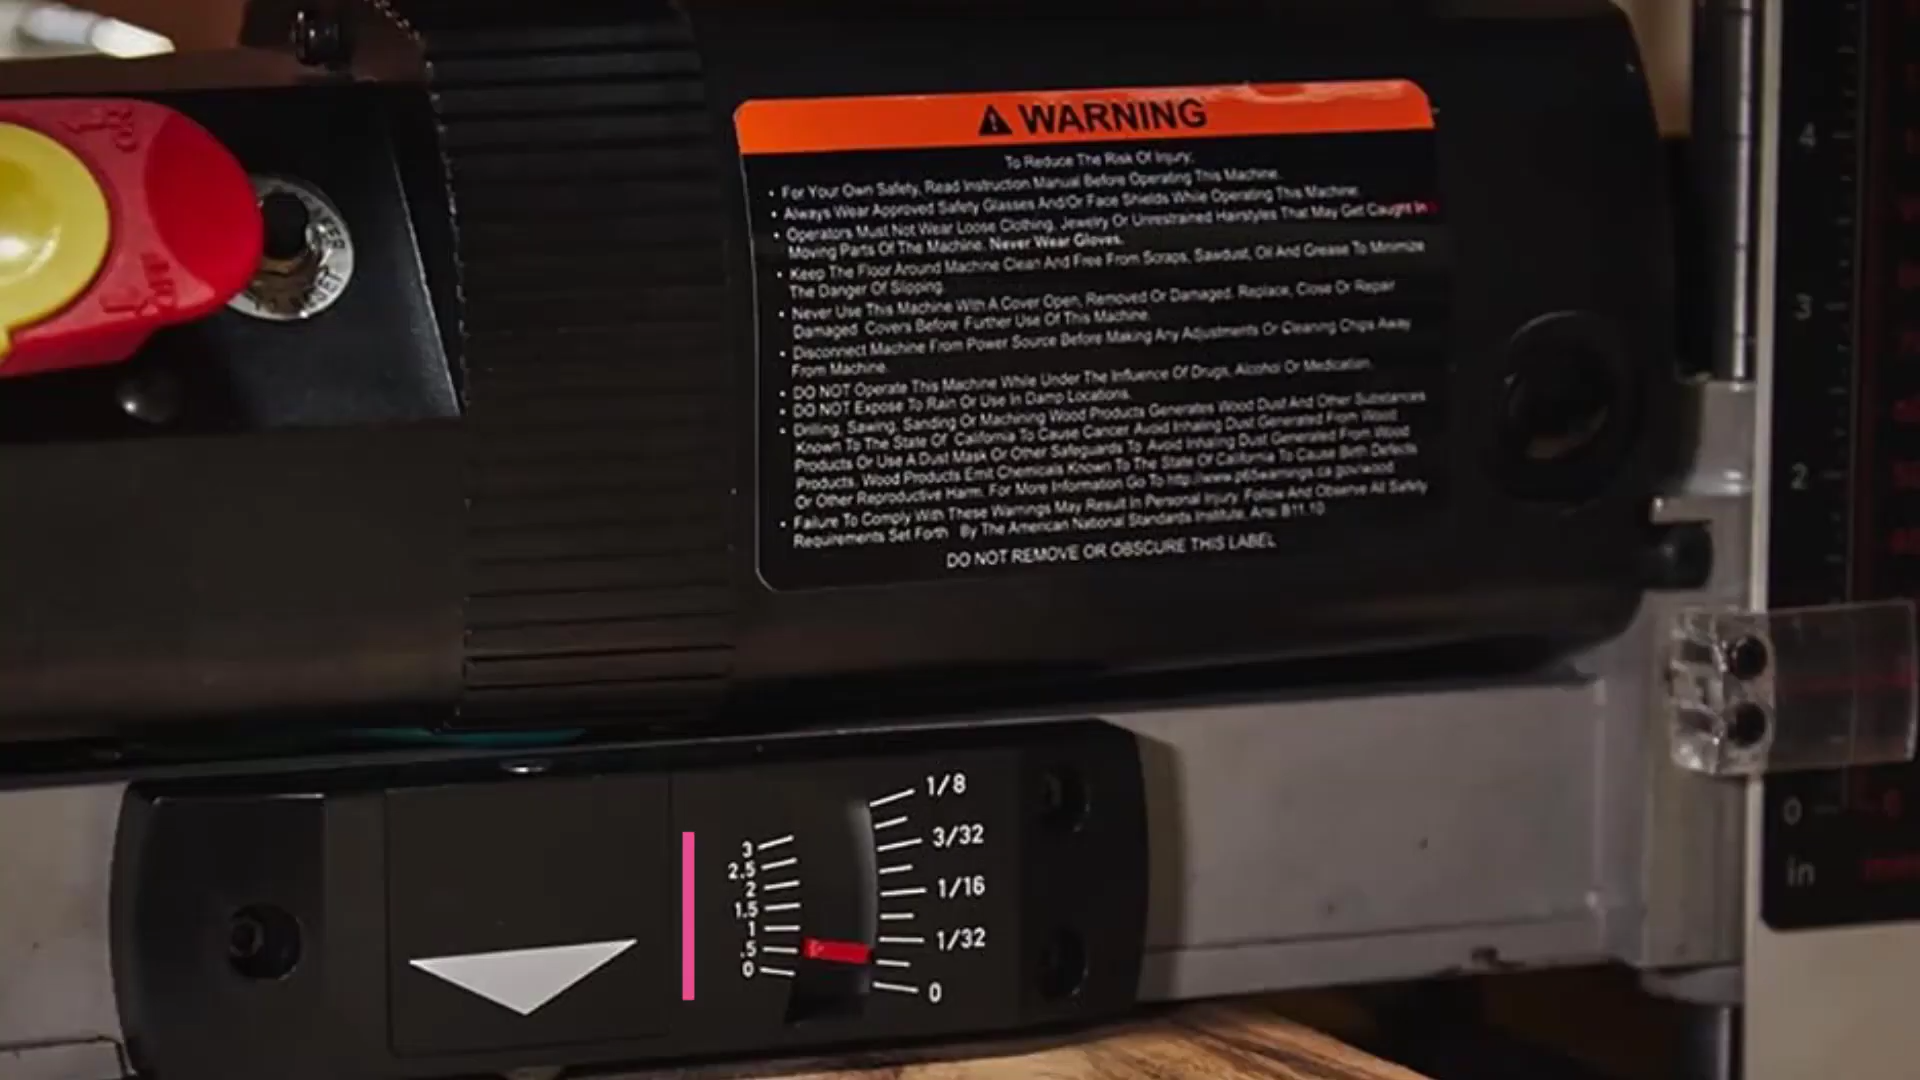 ON
OFF
RESET
WARNING
To Reduce The Risk Of Injury:
• For Your Own Safety, Read Instruction Manual Before Operating This Machine.
• Always Wear Approved Safety Glasses And/Or Face Shields While Operating This Machine.
• Operators Must Not Wear Loose Clothing, Jewelry Or Unrestrained Hairstyles That May Get Caught In
Moving Parts Of The Machine. Never Wear Gloves.
• Keep The Floor Around Machine Clean And Free From Scraps, Sawdust, Oil And Grease To Minimize
The Danger Of Slipping.
• Never Use This Machine With A Cover Open, Removed Or Damaged. Replace, Close Or Repair
Damaged Covers Before Further Use Of This Machine.
• Disconnect Machine From Power Source Before Making Any Adjustments Or Cleaning Chips Away
From Machine.
• DO NOT Operate This Machine While Under The Influence Of Drugs, Alcohol Or Medication.
• DO NOT Expose To Rain Or Use In Damp Locations.
• Drilling, Sawing, Sanding Or Machining Wood Products Generates Wood Dust And Other Substances
Known To The State Of California To Cause Cancer. Avoid Inhaling Dust Generated From Wood
Products Or Use A Dust Mask Or Other Safeguards To Avoid Inhaling Dust Generated From Wood
Products. Wood Products Emit Chemicals Known To The State Of California To Cause Birth Defects
Or Other Reproductive Harm. For More Information Go To http://www.p65warnings.ca.gov/wood
• Failure To Comply With These Warnings May Result In Personal Injury. Follow And Observe All Safety
Requirements Set Forth By The American National Standards Institute, Ansi B11.10
DO NOT REMOVE OR OBSCURE THIS LABEL
4
3
2
0
in
3
2.5
2
1.5
1
.5
0
1/8
3/32
1/16
1/32
0